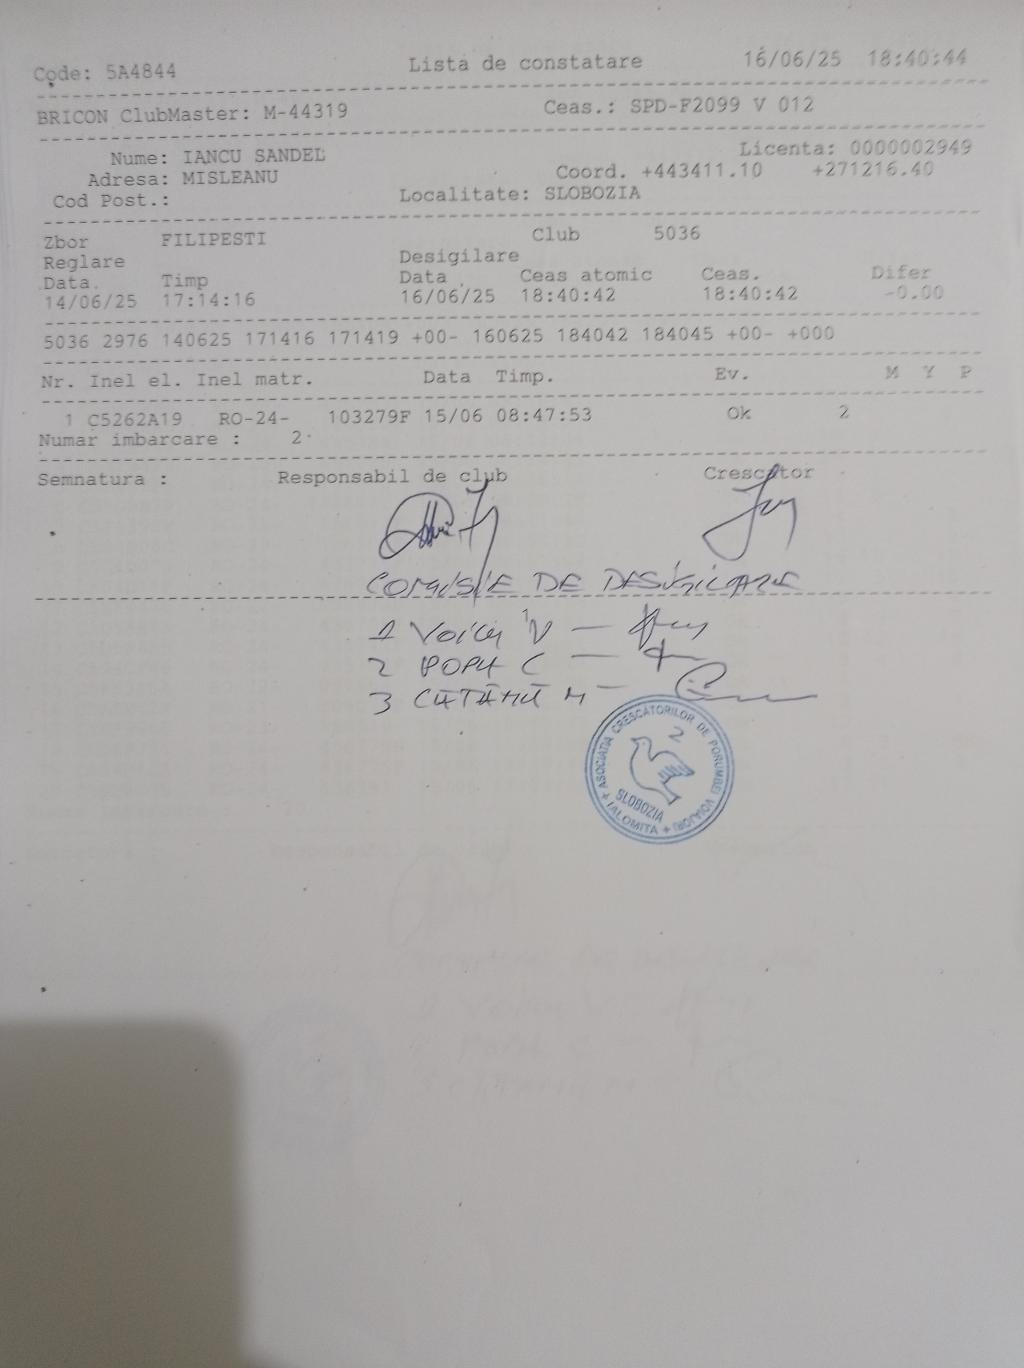 Code: 5A4844 Lista de constatare 16/06/25 18:40:44
BRICON ClubMaster: M-44319 Ceas.: SPD-F2099 V 012
Nume: IANCU SANDEL Licenta: 0000002949
Adresa: MISLEANU Coord. +443411.10 +271216.40
Cod Post.: Localitate: SLOBOZIA
Zbor FILIPESTI Club 5036
Reglare Desigilare
Data. Timp Data Ceas atomic Ceas. Difer
14/06/25 17:14:16 16/06/25 18:40:42 18:40:42 -0.00
5036 2976 140625 171416 171419 +00- 160625 184042 184045 +00- +000
Nr. Inel el. Inel matr. Data Timp. Ev. M Y P
1 C5262A19 RO-24- 103279F 15/06 08:47:53 Ok 2
Numar imbarcare : 2
Semnatura : Responsabil de club Crescator
COMISIE DE DESIGILARE
1 Voicu V —
2 POPA C —
3 CĂTĂNĂ M —
ASOCIATIA CRESCĂTORILOR DE PORUMBEI VOIAJORI
2
SLOBOZIA
+ IALOMITA +